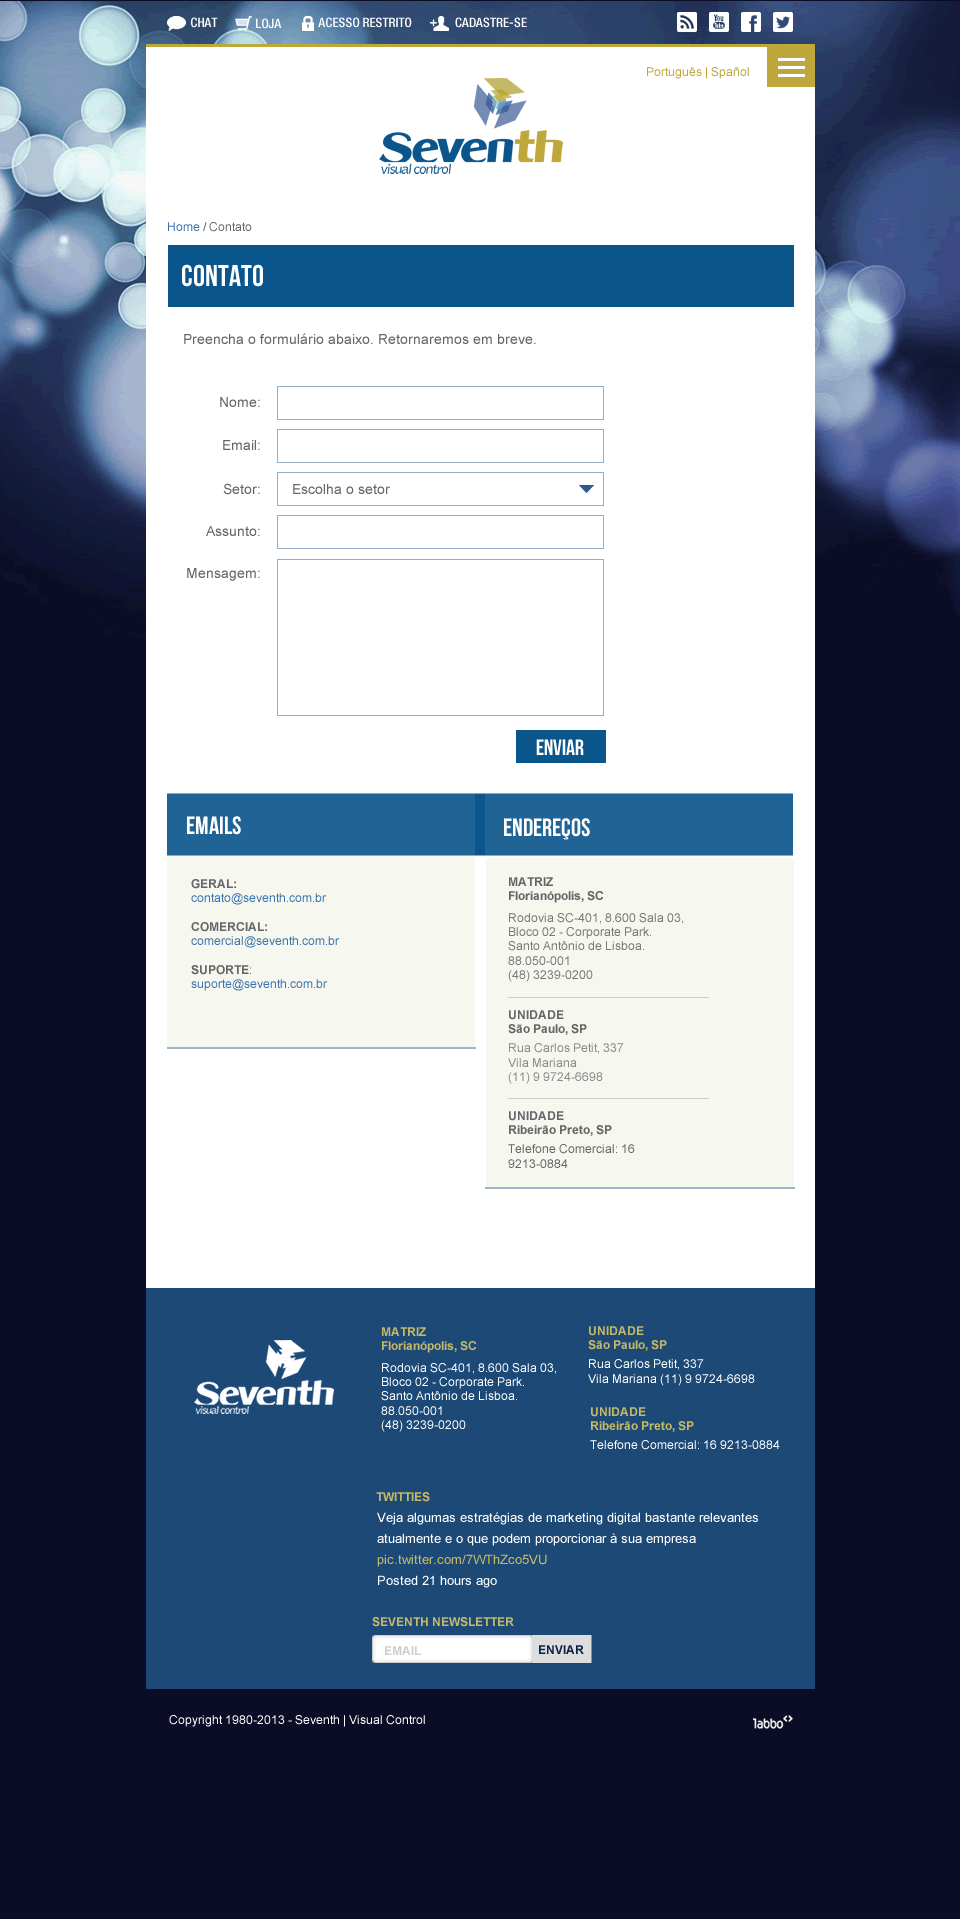 CHAT
LOJA
ACESSO RESTRITO
CADASTRE-SE
You
Tube
Português | Spañol
Seventh
visual control
Home / Contato
CONTATO
Preencha o formulário abaixo. Retornaremos em breve.
Nome:
Email:
Setor:
Escolha o setor
Assunto:
Mensagem:
ENVIAR
EMAILS
GERAL:
contato@seventh.com.br
COMERCIAL:
comercial@seventh.com.br
SUPORTE:
suporte@seventh.com.br
ENDEREÇOS
MATRIZ
Florianópolis, SC
Rodovia SC-401, 8.600 Sala 03,
Bloco 02 - Corporate Park.
Santo Antônio de Lisboa.
88.050-001
(48) 3239-0200
UNIDADE
São Paulo, SP
Rua Carlos Petit, 337
Vila Mariana
(11) 9 9724-6698
UNIDADE
Ribeirão Preto, SP
Telefone Comercial: 16
9213-0884
Seventh
visual control
MATRIZ
Florianópolis, SC
Rodovia SC-401, 8.600 Sala 03,
Bloco 02 - Corporate Park.
Santo Antônio de Lisboa.
88.050-001
(48) 3239-0200
UNIDADE
São Paulo, SP
Rua Carlos Petit, 337
Vila Mariana (11) 9 9724-6698
UNIDADE
Ribeirão Preto, SP
Telefone Comercial: 16 9213-0884
TWITTIES
Veja algumas estratégias de marketing digital bastante relevantes
atualmente e o que podem proporcionar à sua empresa
pic.twitter.com/7WThZco5VU
Posted 21 hours ago
SEVENTH NEWSLETTER
EMAIL
ENVIAR
Copyright 1980-2013 - Seventh | Visual Control
labbo<>